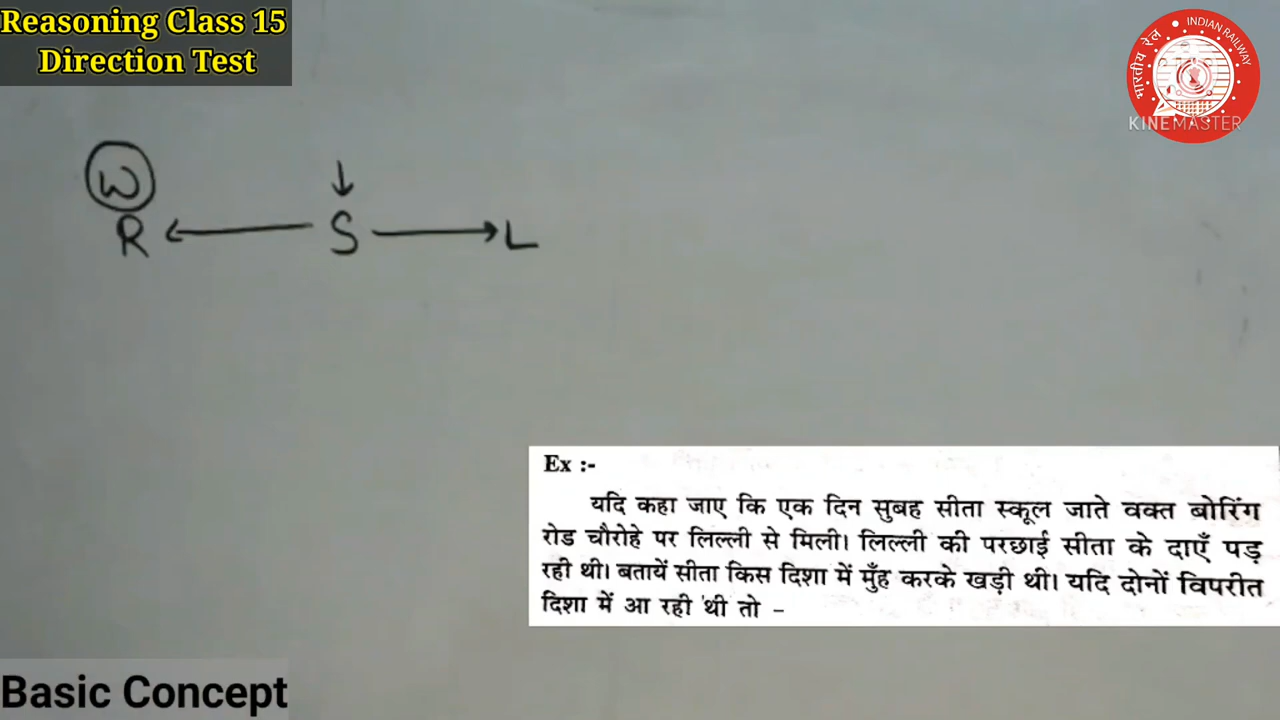 Reasoning Class 15
Direction Test
भारतीय रेल
INDIAN RAILWAY
KINEMASTER
W
R S L
Ex :-
यदि कहा जाए कि एक दिन सुबह सीता स्कूल जाते वक्त बोरिंग
रोड चौरोहे पर लिल्ली से मिली। लिल्ली की परछाई सीता के दाएँ पड़
रही थी। बतायें सीता किस दिशा में मुँह करके खड़ी थी। यदि दोनों विपरीत
दिशा में आ रही थी तो -
Basic Concept